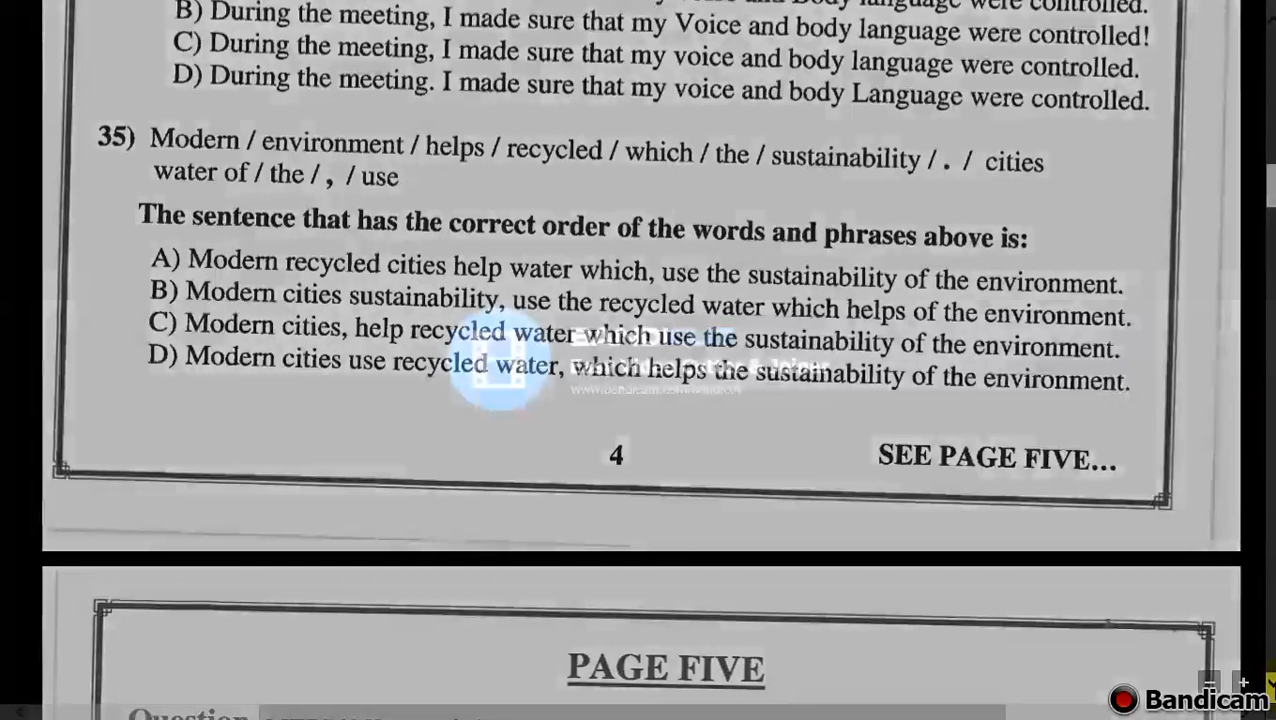 language were controlled.
B) During the meeting, I made sure that my Voice and body language were controlled!
C) During the meeting, I made sure that my voice and body language were controlled.
D) During the meeting. I made sure that my voice and body Language were controlled.
35) Modern / environment / helps / recycled / which / the / sustainability / . / cities
water of / the / , / use
The sentence that has the correct order of the words and phrases above is:
A) Modern recycled cities help water which, use the sustainability of the environment.
B) Modern cities sustainability, use the recycled water which helps of the environment.
C) Modern cities, help recycled water which use the sustainability of the environment.
D) Modern cities use recycled water, which helps the sustainability of the environment.
4
SEE PAGE FIVE...
PAGE FIVE
Question
Bandicam